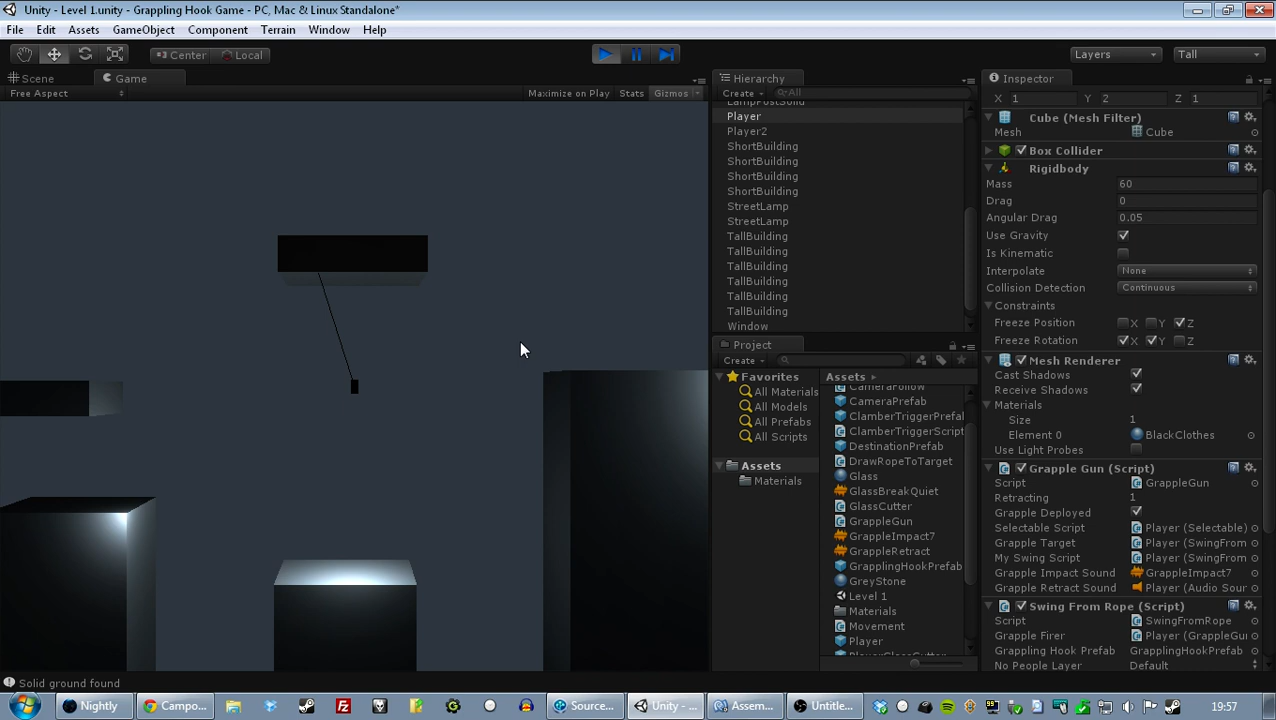 Unity - Level 1.unity - Grappling Hook Game - PC, Mac & Linux Standalone*
File Edit Assets GameObject Component Terrain Window Help
Center Local Layers Tall
Scene Game
Free Aspect Maximize on Play Stats Gizmos
Hierarchy
Create All
LampPostSolid
Player
Player2
ShortBuilding
ShortBuilding
ShortBuilding
ShortBuilding
StreetLamp
StreetLamp
TallBuilding
TallBuilding
TallBuilding
TallBuilding
TallBuilding
TallBuilding
Window
Project
Create
Favorites
All Materials
All Models
All Prefabs
All Scripts
Assets
Materials
Assets
CameraFollow
CameraPrefab
ClamberTriggerPrefal
ClamberTriggerScript
DestinationPrefab
DrawRopeToTarget
Glass
GlassBreakQuiet
GlassCutter
GrappleGun
GrappleImpact7
GrappleRetract
GrapplingHookPrefab
GreyStone
Level 1
Materials
Movement
Player
PlayerGlassCutter
Inspector
X 1 Y 2 Z 1
Cube (Mesh Filter)
Mesh Cube
Box Collider
Rigidbody
Mass 60
Drag 0
Angular Drag 0.05
Use Gravity
Is Kinematic
Interpolate None
Collision Detection Continuous
Constraints
Freeze Position X Y Z
Freeze Rotation X Y Z
Mesh Renderer
Cast Shadows
Receive Shadows
Materials
Size 1
Element 0 BlackClothes
Use Light Probes
Grapple Gun (Script)
Script GrappleGun
Retracting 1
Grapple Deployed
Selectable Script Player (Selectable)
Grapple Target Player (SwingFrom
My Swing Script Player (SwingFrom
Grapple Impact Sound GrappleImpact7
Grapple Retract Sound Player (Audio Sour
Swing From Rope (Script)
Script SwingFromRope
Grapple Firer Player (GrappleGu
Grappling Hook Prefab GrapplingHookPrefab
No People Layer Default
Solid ground found
Nightly Campo... Source... Unity - ... Assem... Untitle... 19:57